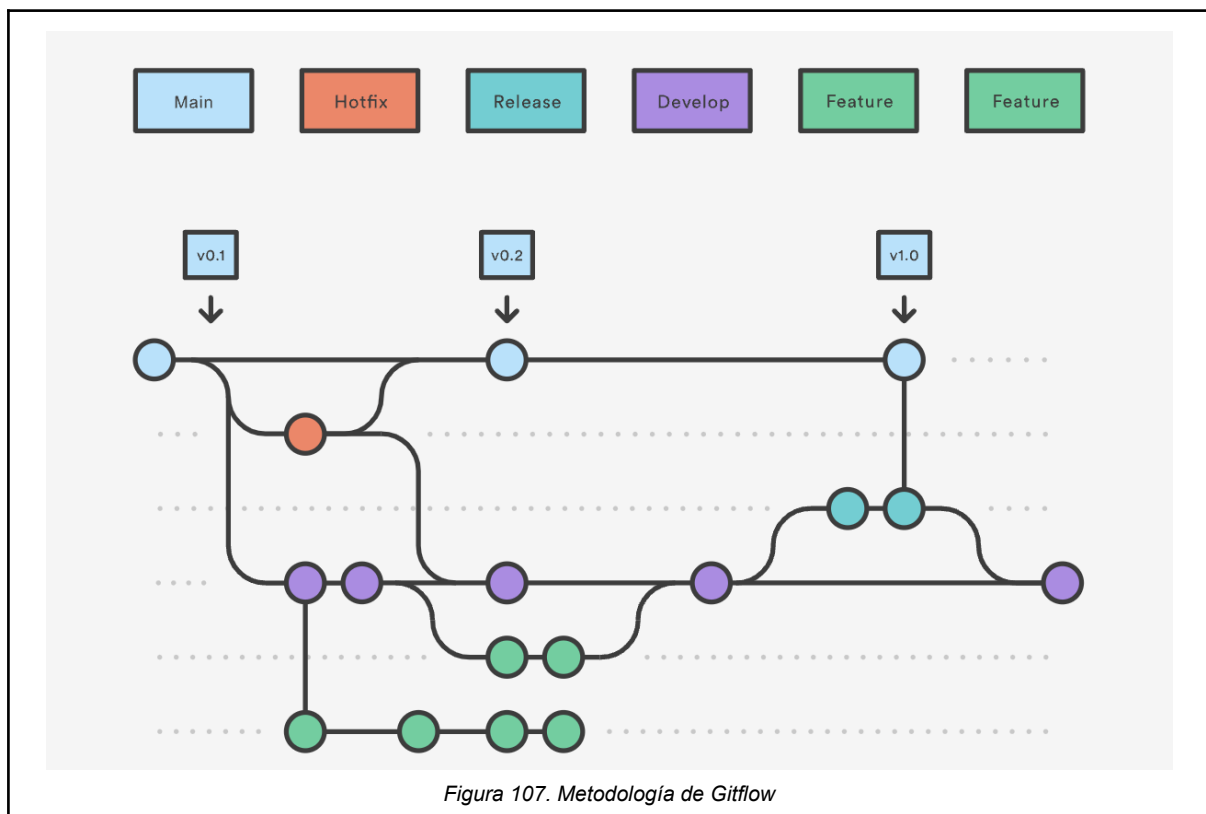 Main Hotfix Release Develop Feature Feature
v0.1 v0.2 v1.0
Figura 107. Metodología de Gitflow